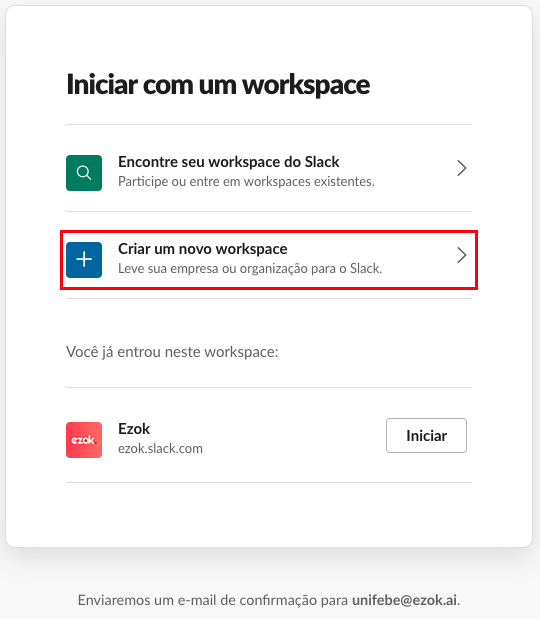 Iniciar com um workspace
Encontre seu workspace do Slack
Participe ou entre em workspaces existentes.
Criar um novo workspace
Leve sua empresa ou organização para o Slack.
Você já entrou neste workspace:
ezok
Ezok
ezok.slack.com
Iniciar
Enviaremos um e-mail de confirmação para unifebe@ezok.ai.